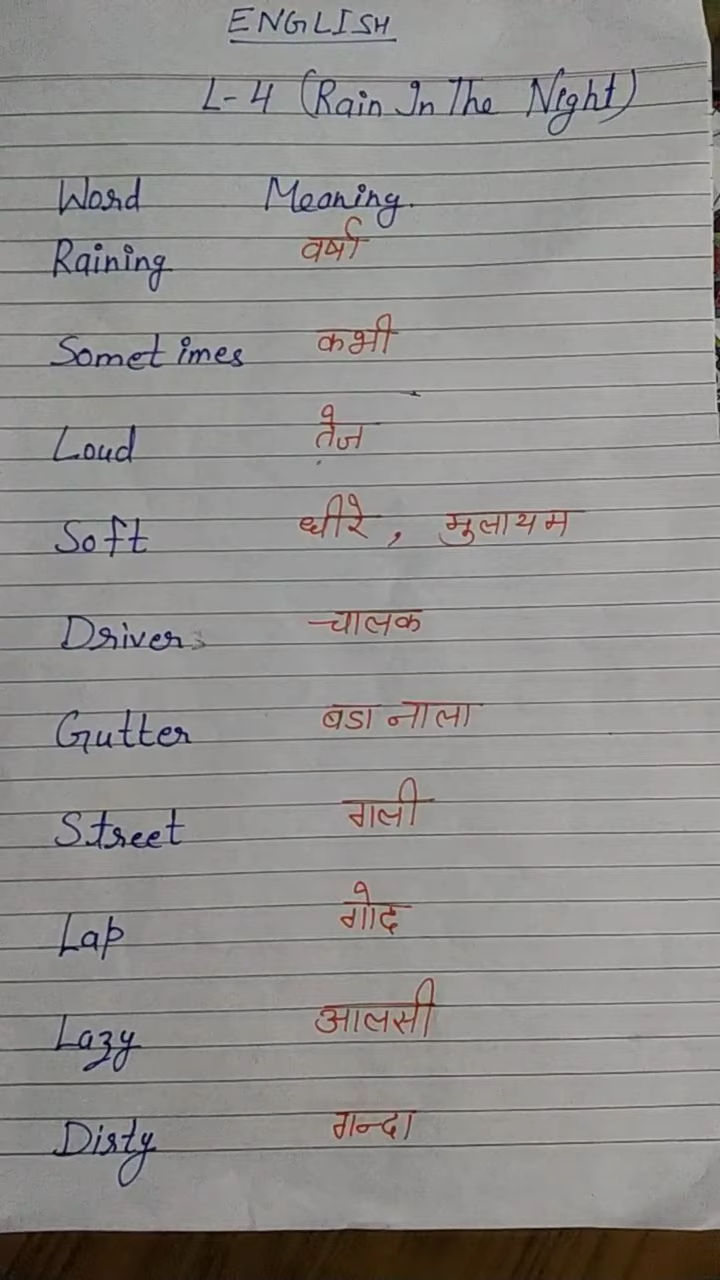 ENGLISH
L-4 (Rain In The Night)
Word Meaning.
Raining वर्षा
Sometimes कभी
Loud तेज
Soft धीरे, मुलायम
Driver चालक
Gutter बडा नाला
Street गली
Lap गोद
Lazy आलसी
Dirty गन्दा